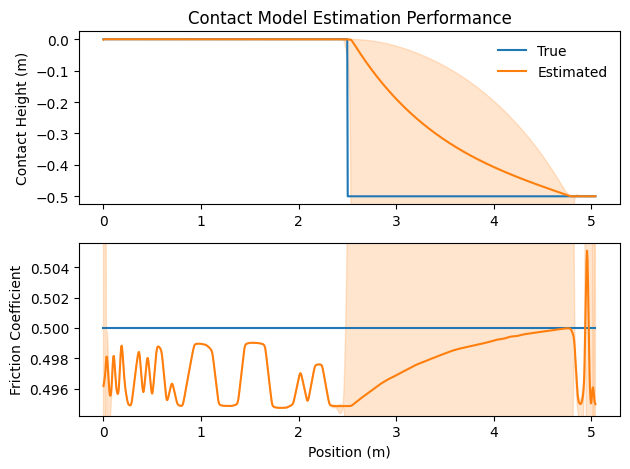 Contact Model Estimation Performance
Contact Height (m)
0.0
−0.1
−0.2
−0.3
−0.4
−0.5
True
Estimated
0 1 2 3 4 5
Friction Coefficient
0.504
0.502
0.500
0.498
0.496
0 1 2 3 4 5
Position (m)